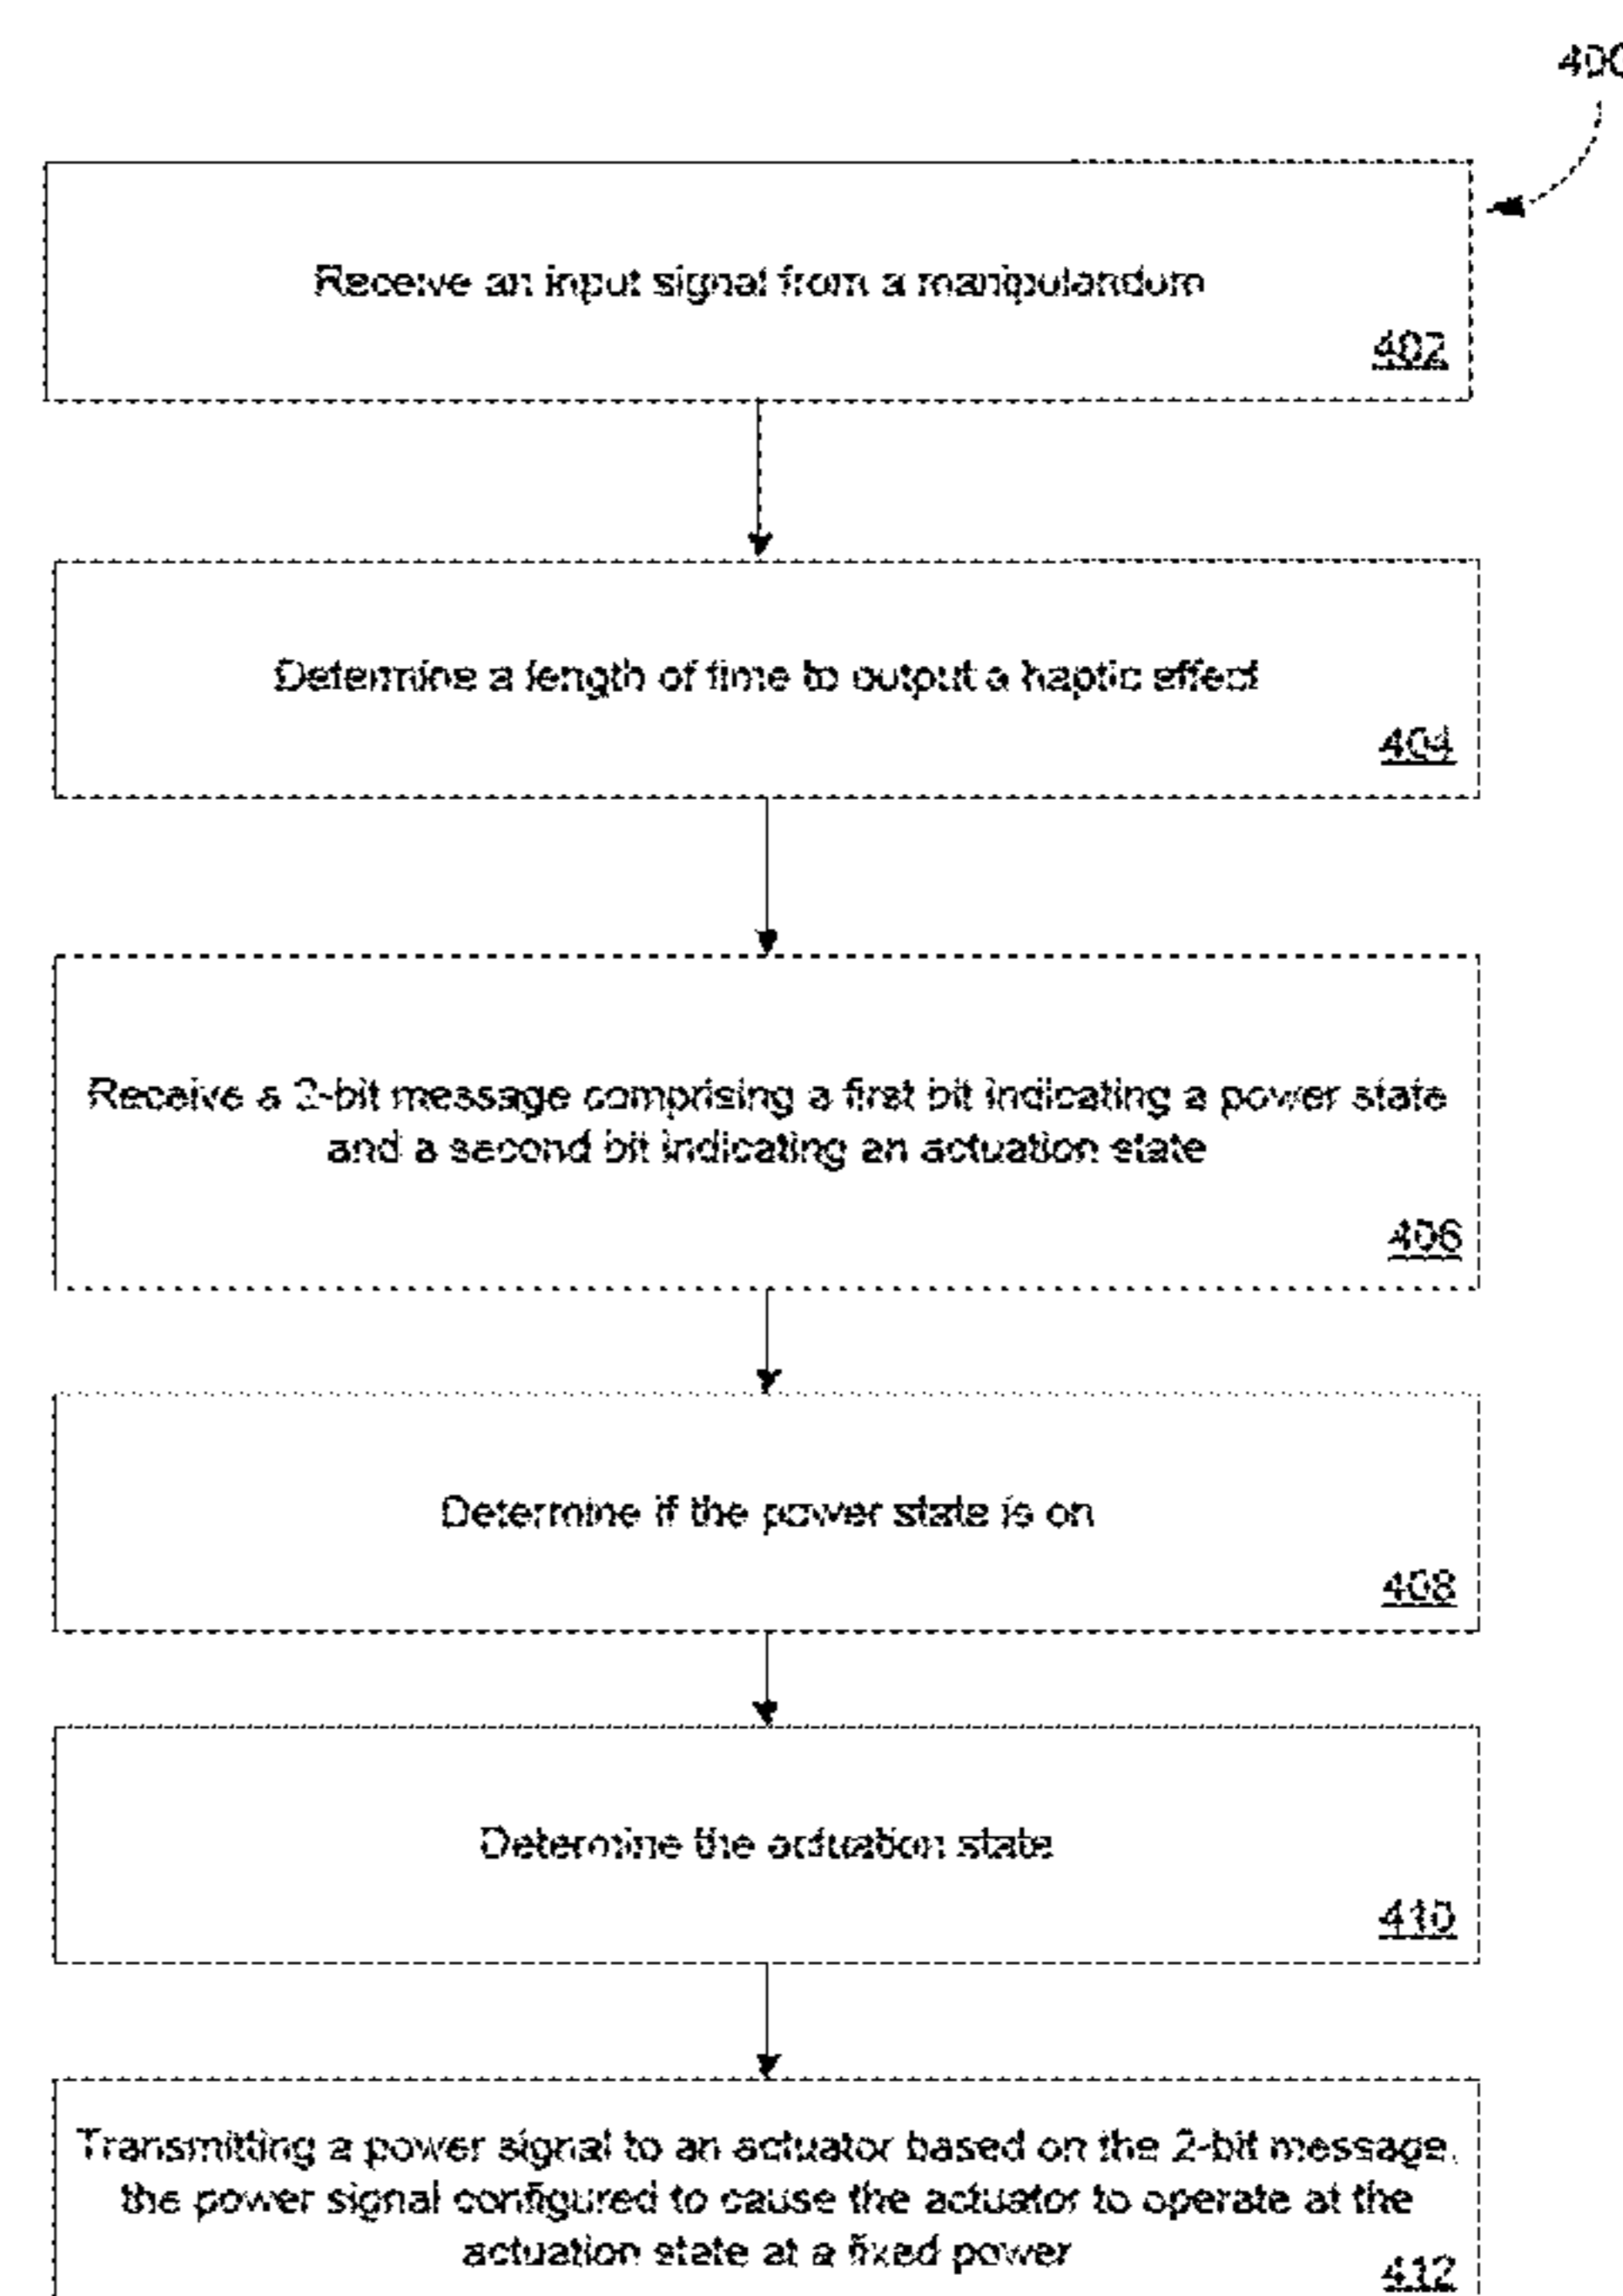 400
Receive an input signal from a manipulandum
402
Determine a length of time to output a haptic effect
404
Receive a 2-bit message comprising a first bit indicating a power state
and a second bit indicating an actuation state
406
Determine if the power state is on
408
Determine the actuation state
410
Transmitting a power signal to an actuator based on the 2-bit message,
the power signal configured to cause the actuator to operate at the
actuation state at a fixed power
412